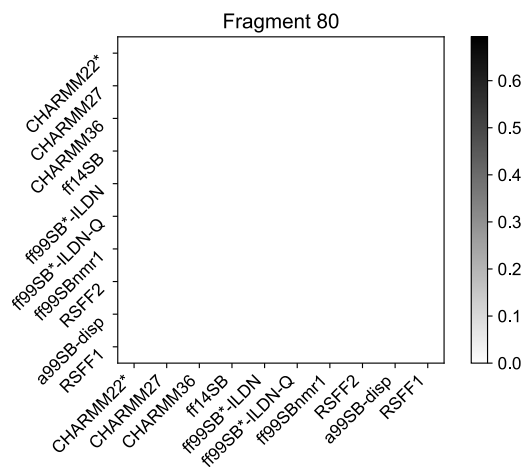 Fragment 80
CHARMM22*
CHARMM27
CHARMM36
ff14SB
ff99SB*-ILDN
ff99SB*-ILDN-Q
ff99SBnmr1
RSFF2
a99SB-disp
RSFF1
CHARMM22*
CHARMM27
CHARMM36
ff14SB
ff99SB*-ILDN
ff99SB*-ILDN-Q
ff99SBnmr1
RSFF2
a99SB-disp
RSFF1
0.6
0.5
0.4
0.3
0.2
0.1
0.0